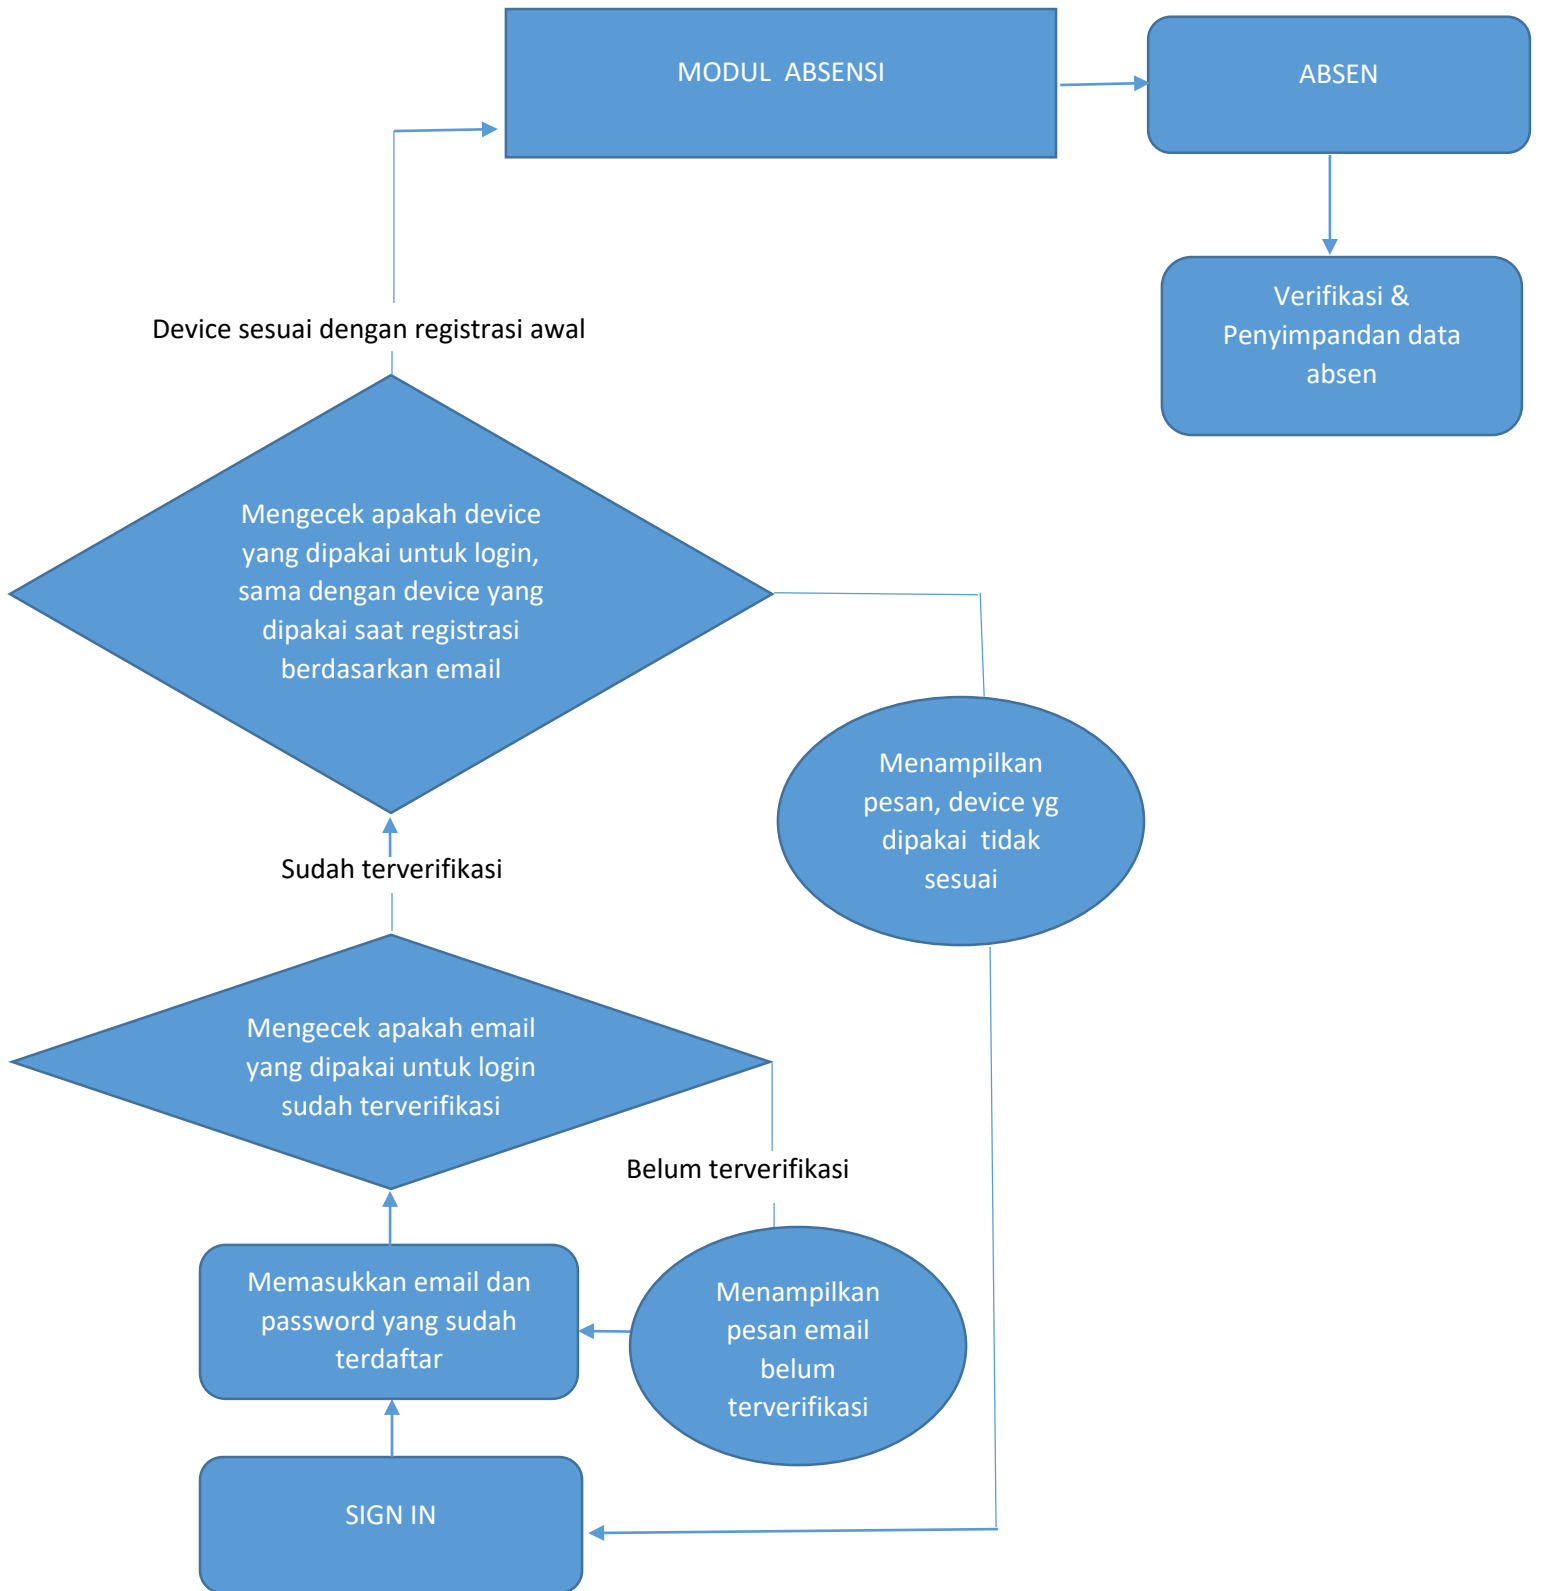 MODUL  ABSENSI
ABSEN
Verifikasi &
Penyimpandan data
absen
Device sesuai dengan registrasi awal
Mengecek apakah device
yang dipakai untuk login,
sama dengan device yang
dipakai saat registrasi
berdasarkan email
Menampilkan
pesan, device yg
dipakai  tidak
sesuai
Sudah terverifikasi
Mengecek apakah email
yang dipakai untuk login
sudah terverifikasi
Belum terverifikasi
Memasukkan email dan
password yang sudah
terdaftar
Menampilkan
pesan email
belum
terverifikasi
SIGN IN